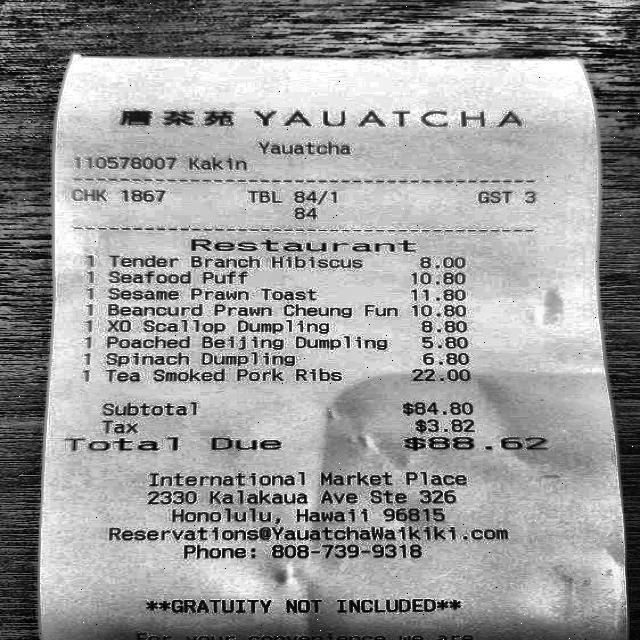 唐茶苑 YAUATCHA
Yauatcha
110578007 Kakin
CHK 1867 TBL 84/1 GST 3
84
Restaurant
1 Tender Branch Hibiscus 8.00
1 Seafood Puff 10.80
1 Sesame Prawn Toast 11.80
1 Beancurd Prawn Cheung Fun 10.80
1 XO Scallop Dumpling 8.80
1 Poached Beijing Dumpling 5.80
1 Spinach Dumpling 6.80
1 Tea Smoked Pork Ribs 22.00
Subtotal $84.80
Tax $3.82
Total Due $88.62
International Market Place
2330 Kalakaua Ave Ste 326
Honolulu, Hawaii 96815
Reservations@YauatchaWaikiki.com
Phone: 808-739-9318
**GRATUITY NOT INCLUDED**
For your convenience we are